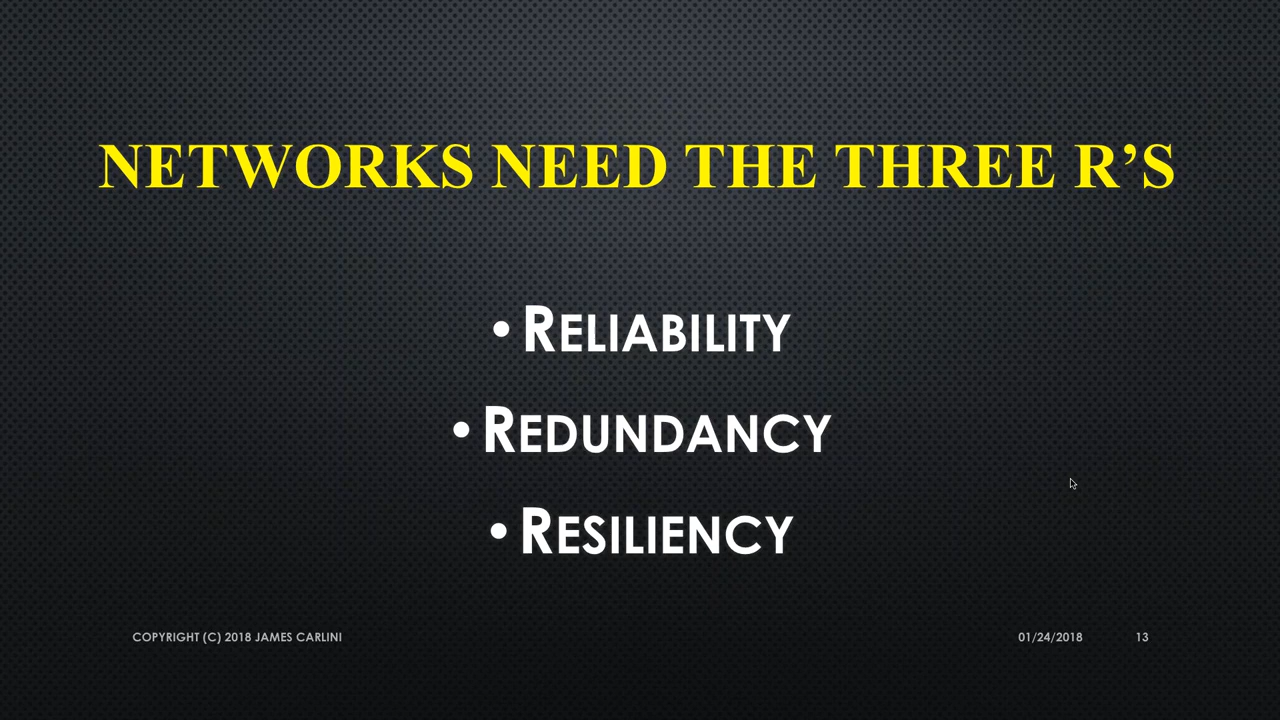 NETWORKS NEED THE THREE R’S
• RELIABILITY
• REDUNDANCY
• RESILIENCY
COPYRIGHT (C) 2018 JAMES CARLINI 01/24/2018 13